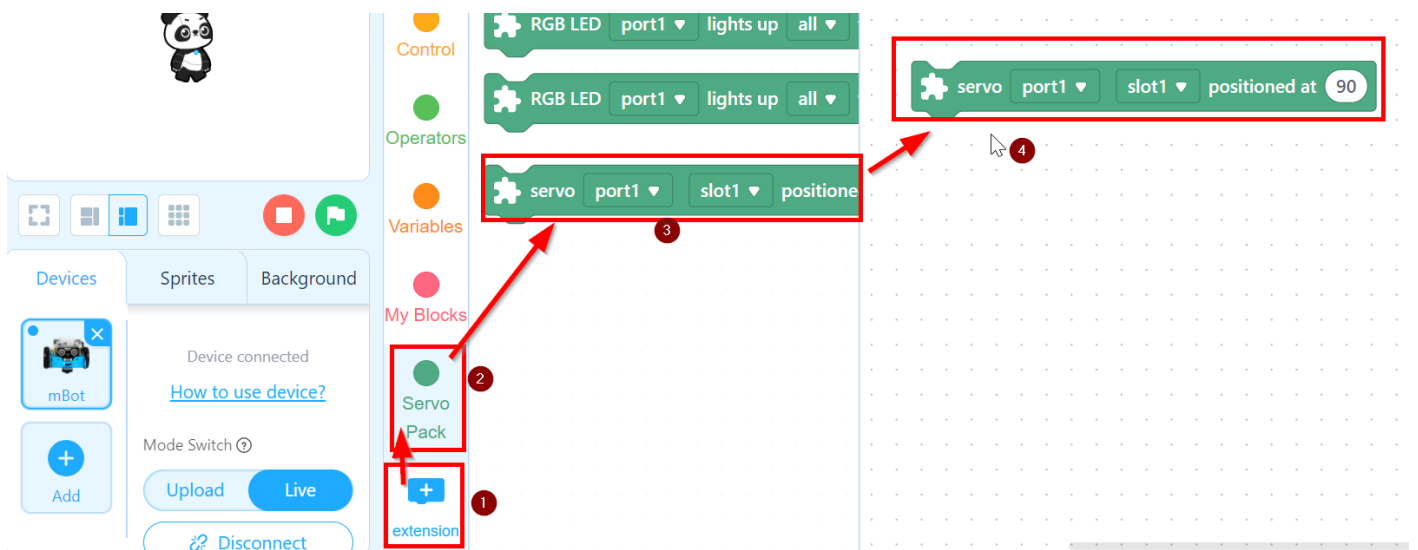 Control
Operators
Variables
My Blocks
2
Servo
Pack
1
extension
RGB LED port1 lights up all
RGB LED port1 lights up all
servo port1 slot1 positione
3
servo port1 slot1 positioned at 90
4
Devices Sprites Background
mBot
Add
Device connected
How to use device?
Mode Switch ?
Upload Live
Disconnect